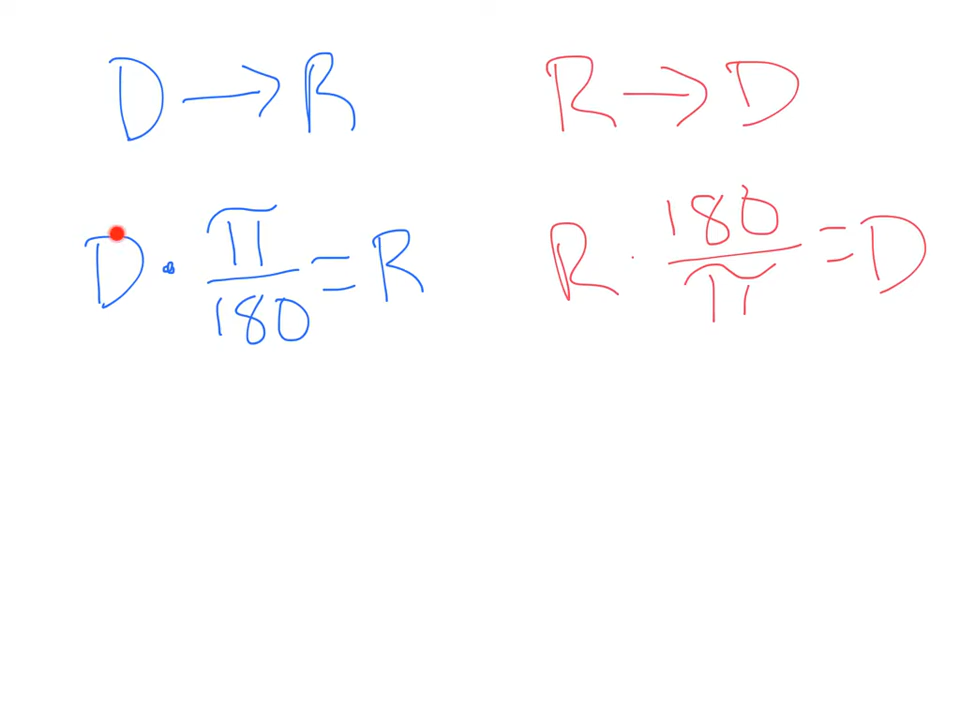 D → R
R → D
D · π/180 = R
R · 180/π = D